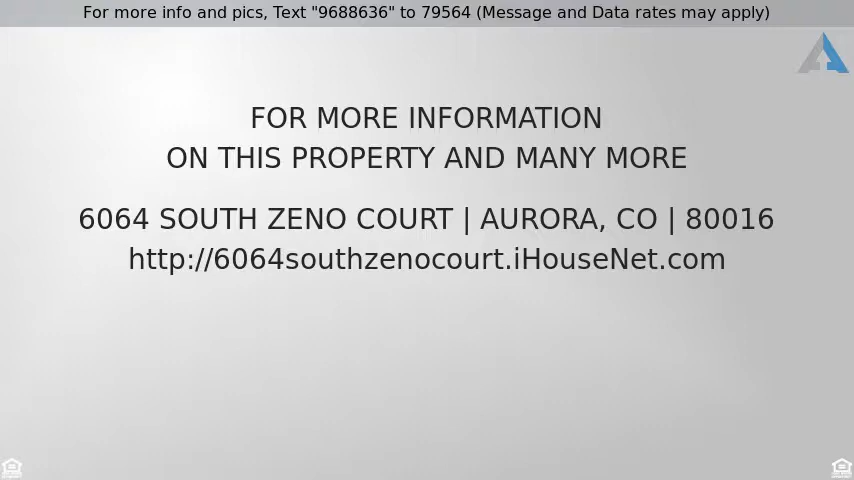 For more info and pics, Text "9688636" to 79564 (Message and Data rates may apply)
FOR MORE INFORMATION
ON THIS PROPERTY AND MANY MORE
6064 SOUTH ZENO COURT | AURORA, CO | 80016
http://6064southzenocourt.iHouseNet.com